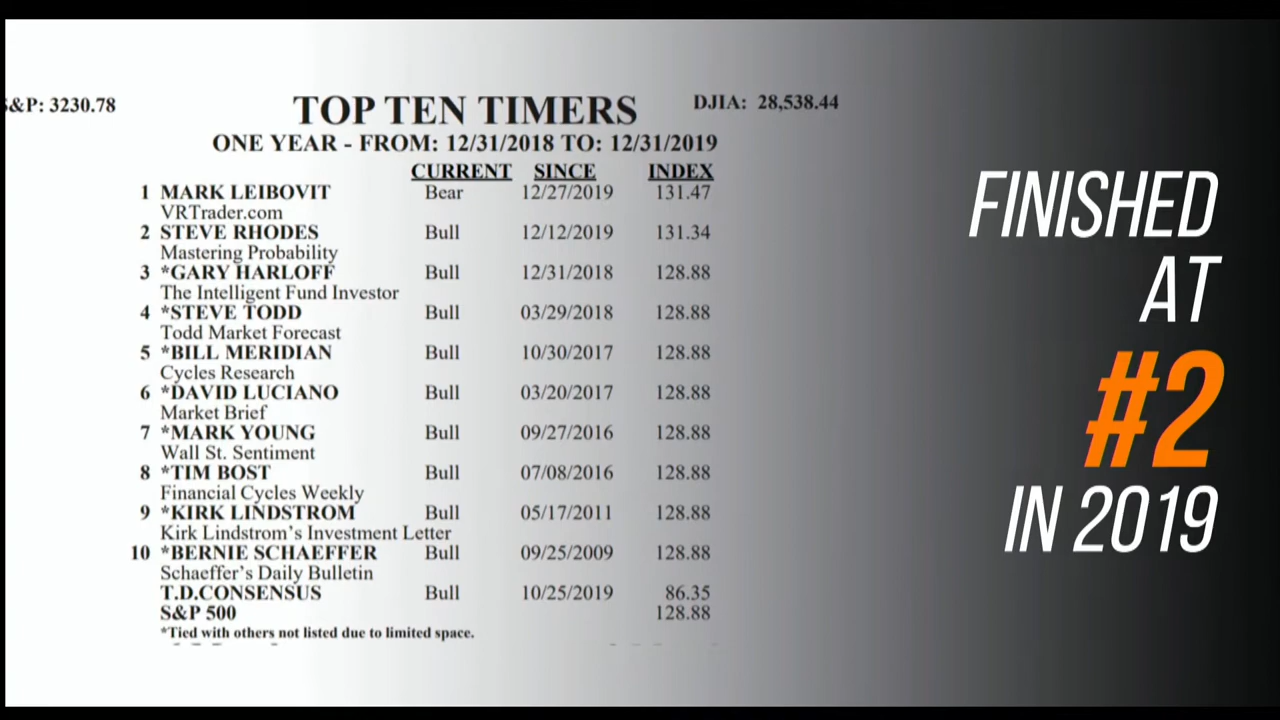 S&P: 3230.78
TOP TEN TIMERS
DJIA: 28,538.44
ONE YEAR - FROM: 12/31/2018 TO: 12/31/2019
CURRENT SINCE INDEX
1 MARK LEIBOVIT Bear 12/27/2019 131.47
VRTrader.com
2 STEVE RHODES Bull 12/12/2019 131.34
Mastering Probability
3 *GARY HARLOFF Bull 12/31/2018 128.88
The Intelligent Fund Investor
4 *STEVE TODD Bull 03/29/2018 128.88
Todd Market Forecast
5 *BILL MERIDIAN Bull 10/30/2017 128.88
Cycles Research
6 *DAVID LUCIANO Bull 03/20/2017 128.88
Market Brief
7 *MARK YOUNG Bull 09/27/2016 128.88
Wall St. Sentiment
8 *TIM BOST Bull 07/08/2016 128.88
Financial Cycles Weekly
9 *KIRK LINDSTROM Bull 05/17/2011 128.88
Kirk Lindstrom's Investment Letter
10 *BERNIE SCHAEFFER Bull 09/25/2009 128.88
Schaeffer's Daily Bulletin
T.D.CONSENSUS Bull 10/25/2019 86.35
S&P 500 128.88
*Tied with others not listed due to limited space.
FINISHED
AT
#2
IN 2019